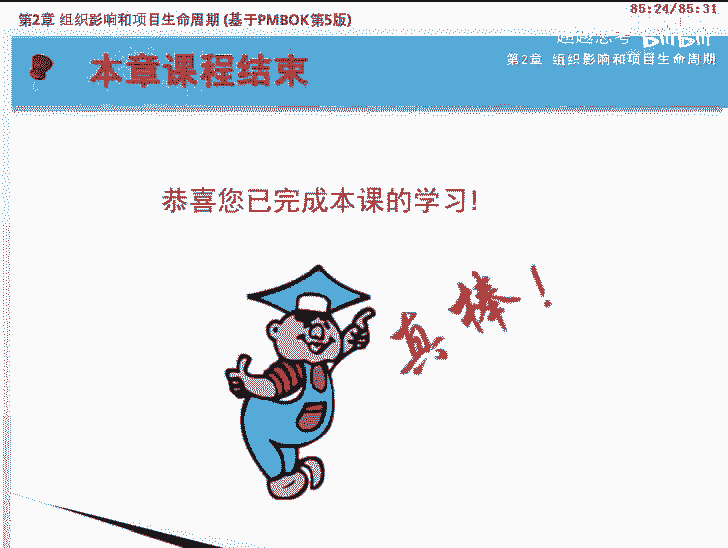 第2章 组织影响和项目生命周期 (基于PMBOK第5版)
85:24/85:31
bilibili
第2章 组织影响和项目生命周期
本章课程结束
恭喜您已完成本课的学习!
真棒!